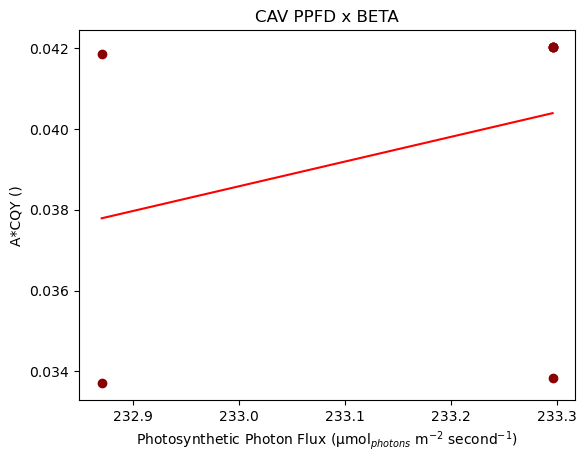 CAV PPFD x BETA
0.042
0.040
0.038
0.036
0.034
A*CQY ()
232.9 233.0 233.1 233.2 233.3
Photosynthetic Photon Flux (μmol$_{photons}$ m$^{-2}$ second$^{-1}$)